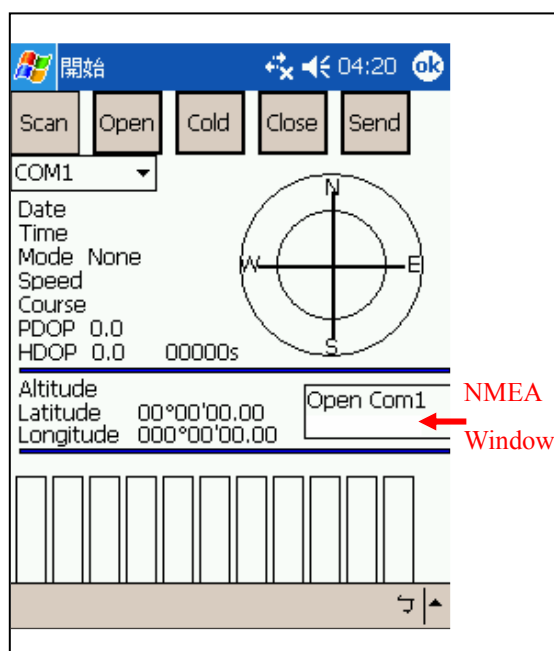 開始 04:20 ok
Scan Open Cold Close Send
COM1
N
W E
S
Date
Time
Mode None
Speed
Course
PDOP 0.0
HDOP 0.0 00000s
Altitude
Latitude 00°00'00.00
Longitude 000°00'00.00
Open Com1
NMEA
Window